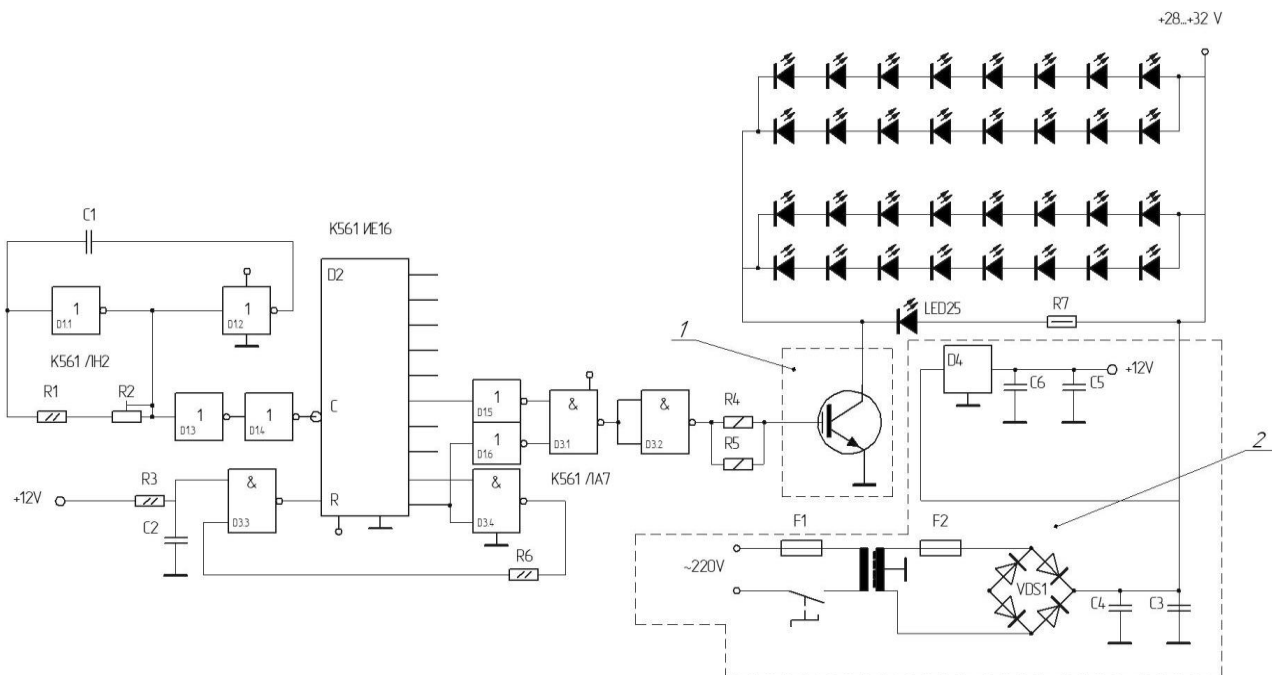 +28...+32 V
C1
K561 ИЕ16
D2
1
D1.1
1
D1.2
K561 ЛН2
R1
R2
1
D1.3
1
D1.4
C
R
+12V
R3
C2
&
D3.3
1
D1.5
1
D1.6
&
D3.1
&
D3.2
K561 ЛА7
&
D3.4
R6
R4
R5
1
LED25
R7
D4
C6
C5
+12V
2
~220V
F1
F2
VDS1
C4
C3